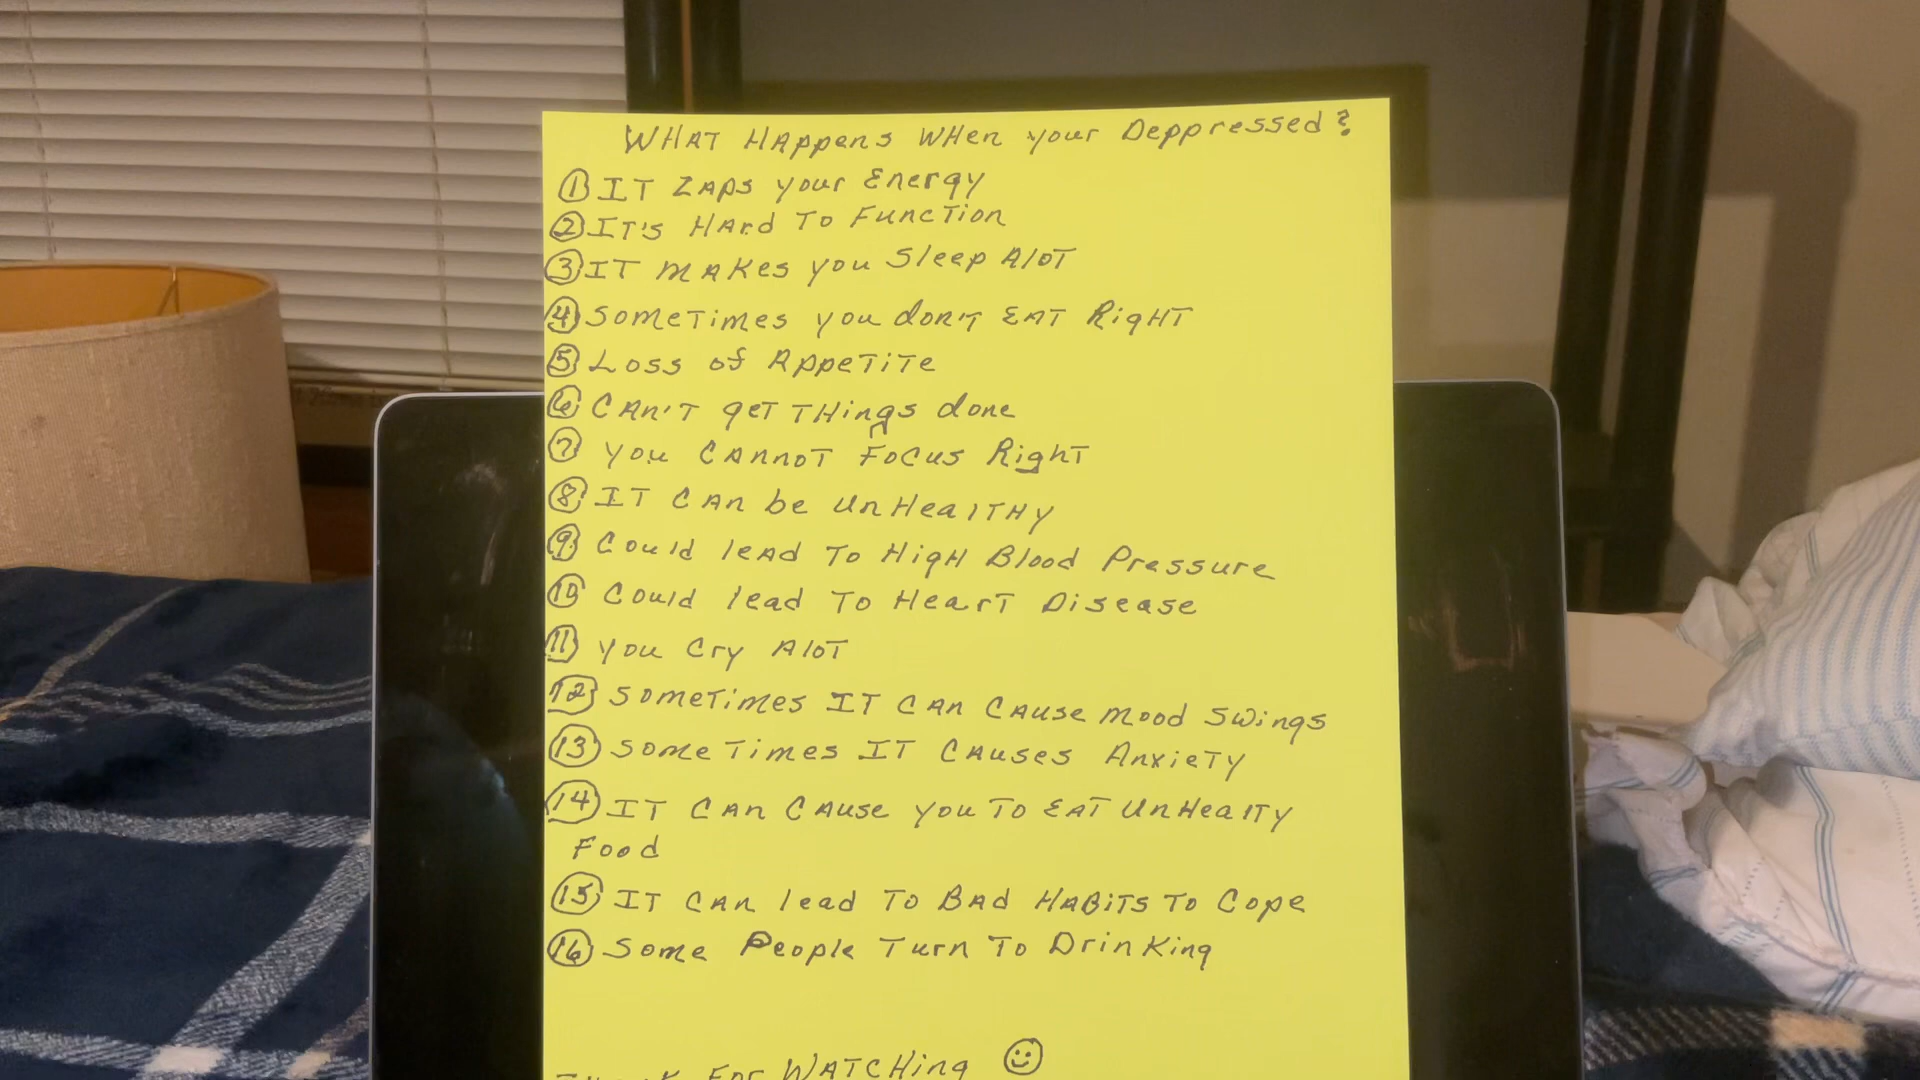 WHAT HAppens WHen your Deppressed?
① IT ZAps your Energy
② IT's HArd To Function
③ IT mAKes you Sleep AloT
④ SomeTimes you don'T EAT RigHT
⑤ Loss of AppeTiTe
⑥ CAn'T geT THings done
⑦ you CAnnoT Focus RighT
⑧ IT CAn be UnHealTHy
⑨ Could leAd To HigH Blood Pressure
⑩ Could lead To HearT Disease
⑪ you Cry AloT
⑫ SomeTimes IT CAn CAuse mood Swings
⑬ SomeTimes IT CAuses AnxieTy
⑭ IT CAn CAuse you To EAT UnHealTy
Food
⑮ IT CAn lead To BAd HABiTs To Cope
⑯ Some People Turn To DrinKing
For WATCHing ☺